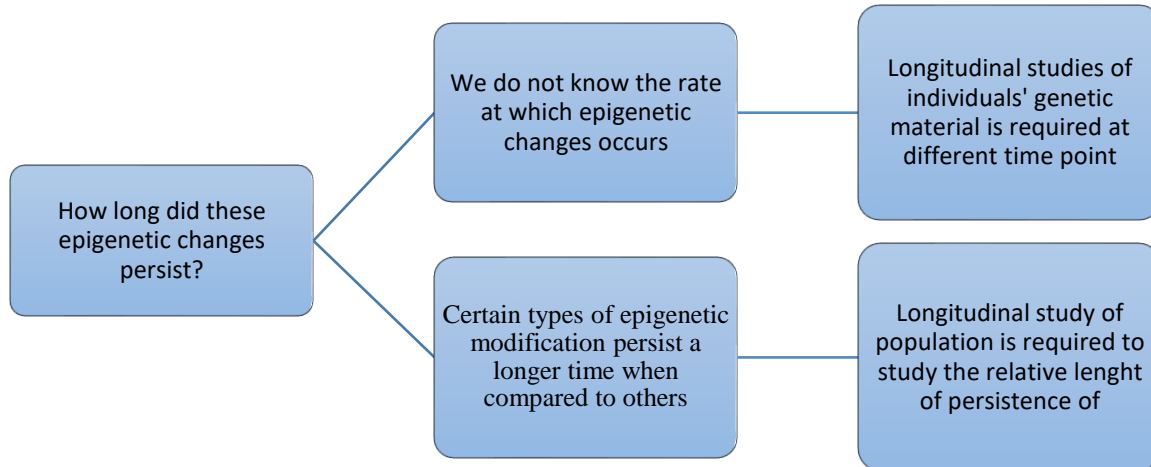 How long did these
epigenetic changes
persist?
We do not know the rate
at which epigenetic
changes occurs
Longitudinal studies of
individuals' genetic
material is required at
different time point
Certain types of epigenetic
modification persist a
longer time when
compared to others
Longitudinal study of
population is required to
study the relative lenght
of persistence of